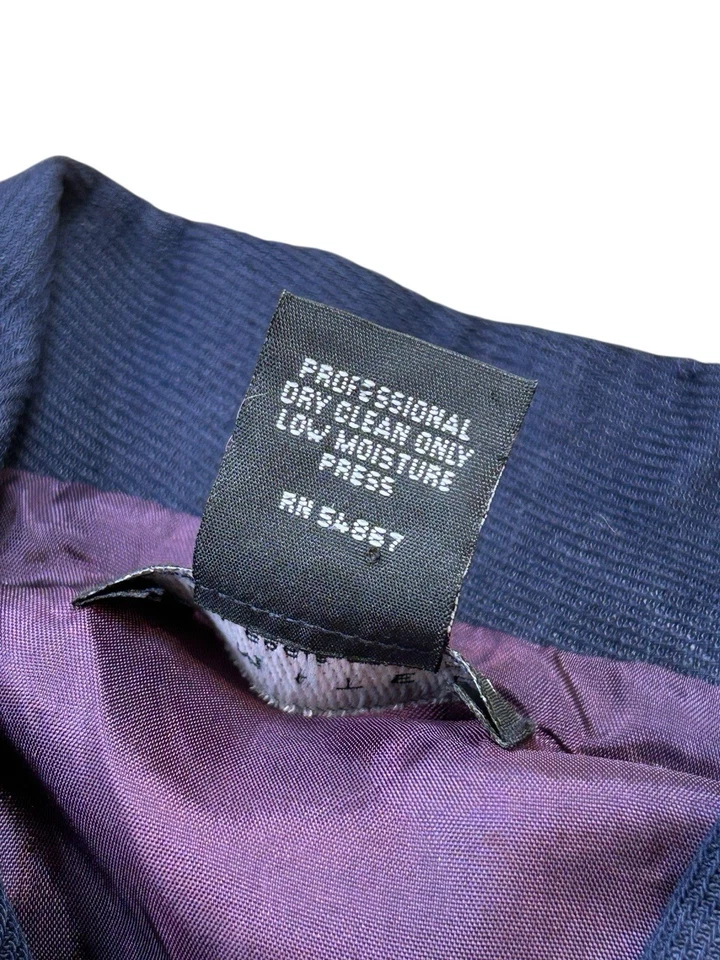 PROFESSIONAL
DRY CLEAN ONLY
LOW MOISTURE
PRESS
RN 54867